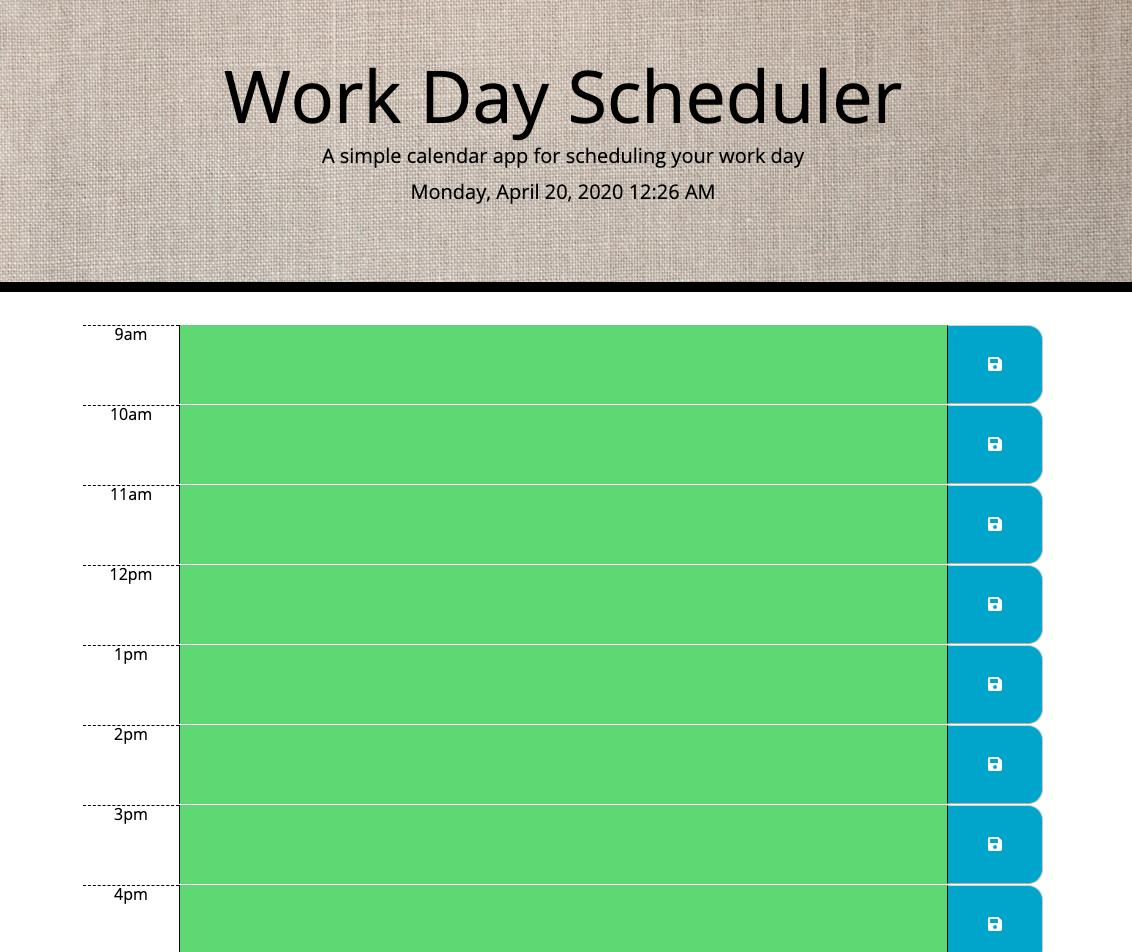 Work Day Scheduler
A simple calendar app for scheduling your work day
Monday, April 20, 2020 12:26 AM
9am
10am
11am
12pm
1pm
2pm
3pm
4pm